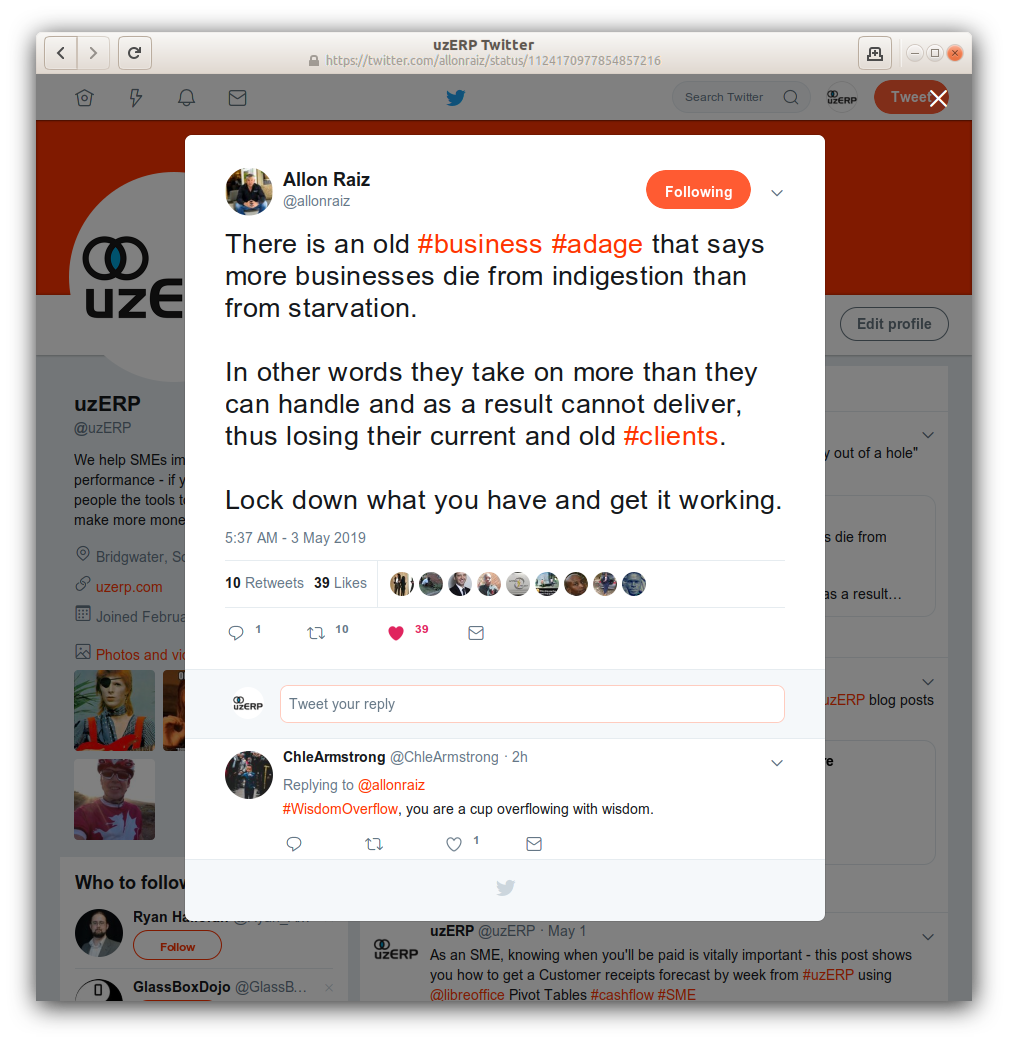 uzERP Twitter
https://twitter.com/allonraiz/status/1124170977854857216
Search Twitter
uzERP
Tweet
Allon Raiz
@allonraiz
Following
There is an old #business #adage that says
more businesses die from indigestion than
from starvation.
In other words they take on more than they
can handle and as a result cannot deliver,
thus losing their current and old #clients.
Lock down what you have and get it working.
5:37 AM - 3 May 2019
10 Retweets 39 Likes
1 10 39
uzERP
Tweet your reply
ChleArmstrong @ChleArmstrong · 2h
Replying to @allonraiz
#WisdomOverflow, you are a cup overflowing with wisdom.
1
uzE
Edit profile
uzERP
@uzERP
We help SMEs im
performance - if y
people the tools t
make more mone
Bridgwater, So
uzerp.com
Joined Februa
Photos and vid
Who to follow
Ryan
Follow
GlassBoxDojo @GlassB...
y out of a hole"
s die from
as a result...
uzERP blog posts
re
uzERP @uzERP · May 1
uzERP
As an SME, knowing when you'll be paid is vitally important - this post shows
you how to get a Customer receipts forecast by week from #uzERP using
@libreoffice Pivot Tables #cashflow #SME